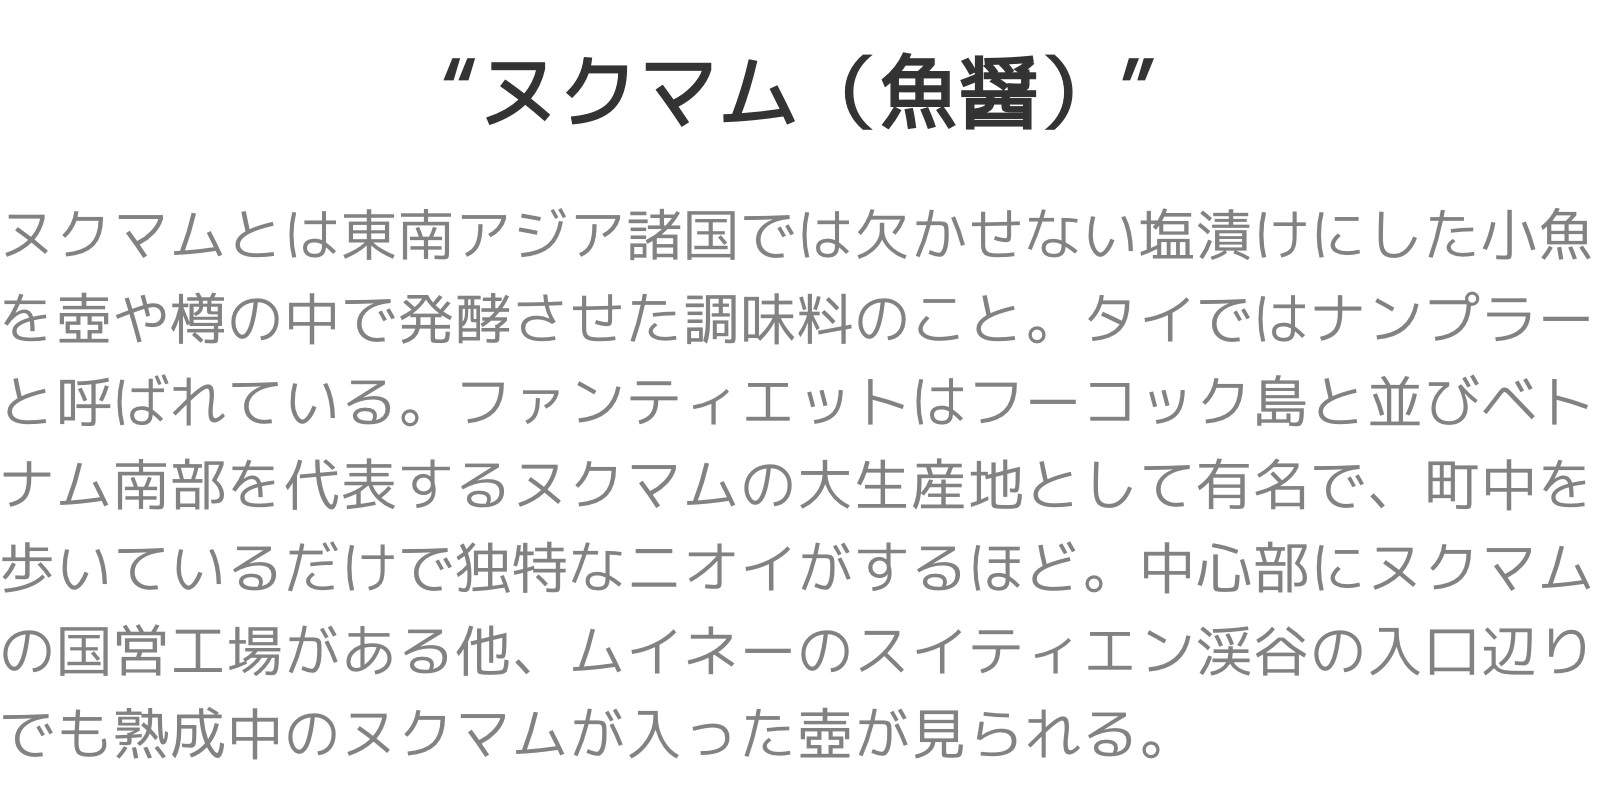 “ヌクマム（魚醤）”
ヌクマムとは東南アジア諸国では欠かせない塩漬けにした小魚
を壺や樽の中で発酵させた調味料のこと。タイではナンプラー
と呼ばれている。ファンティエットはフーコック島と並びベト
ナム南部を代表するヌクマムの大生産地として有名で、町中を
歩いているだけで独特なニオイがするほど。中心部にヌクマム
の国営工場がある他、ムイネーのスイティエン渓谷の入口辺り
でも熟成中のヌクマムが入った壺が見られる。